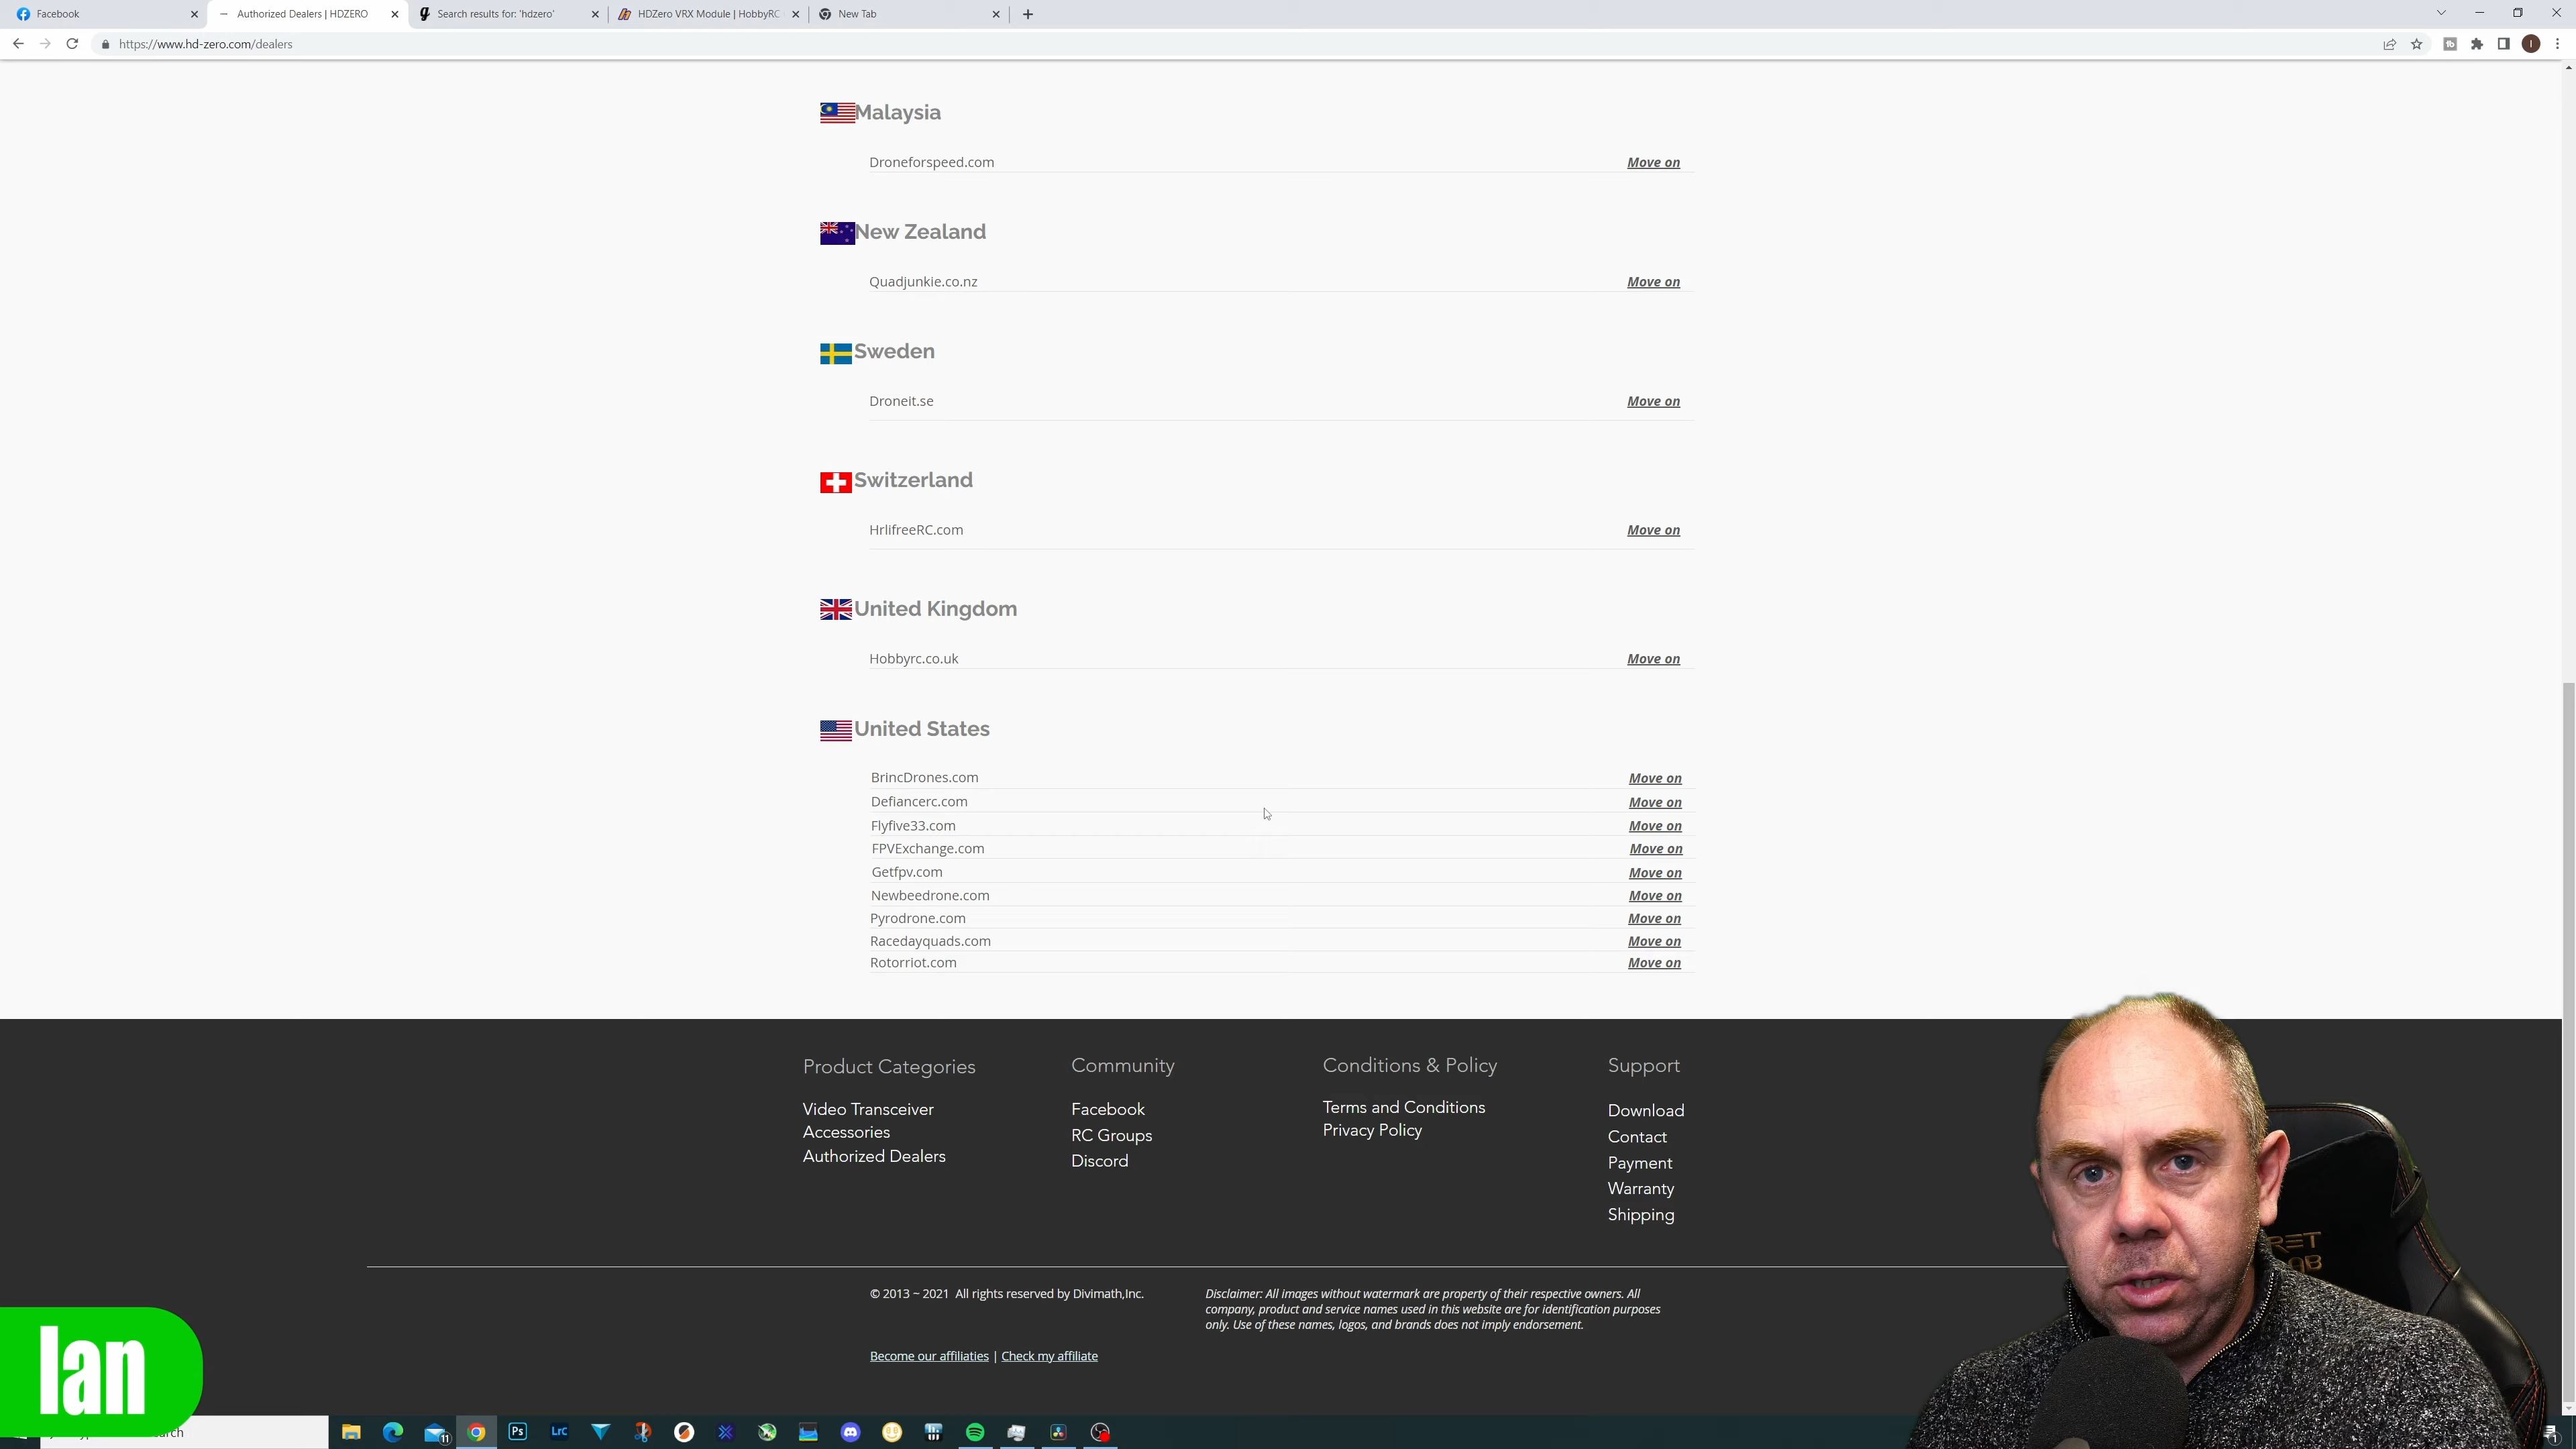 Facebook
Authorized Dealers | HDZERO
Search results for: 'hdzero'
HDZero VRX Module | HobbyRC
New Tab
https://www.hd-zero.com/dealers
Malaysia
Droneforspeed.com Move on
New Zealand
Quadjunkie.co.nz Move on
Sweden
Droneit.se Move on
Switzerland
HrlifreeRC.com Move on
United Kingdom
Hobbyrc.co.uk Move on
United States
BrincDrones.com Move on
Defiancerc.com Move on
Flyfive33.com Move on
FPVExchange.com Move on
Getfpv.com Move on
Newbeedrone.com Move on
Pyrodrone.com Move on
Racedayquads.com Move on
Rotorriot.com Move on
Product Categories
Video Transceiver
Accessories
Authorized Dealers
Community
Facebook
RC Groups
Discord
Conditions & Policy
Terms and Conditions
Privacy Policy
Support
Download
Contact
Payment
Warranty
Shipping
© 2013 ~ 2021 All rights reserved by Divimath,Inc.
Disclaimer: All images without watermark are property of their respective owners. All
company, product and service names used in this website are for identification purposes
only. Use of these names, logos, and brands does not imply endorsement.
Become our affiliaties | Check my affiliate
Ian
Ps
LrC
11
1